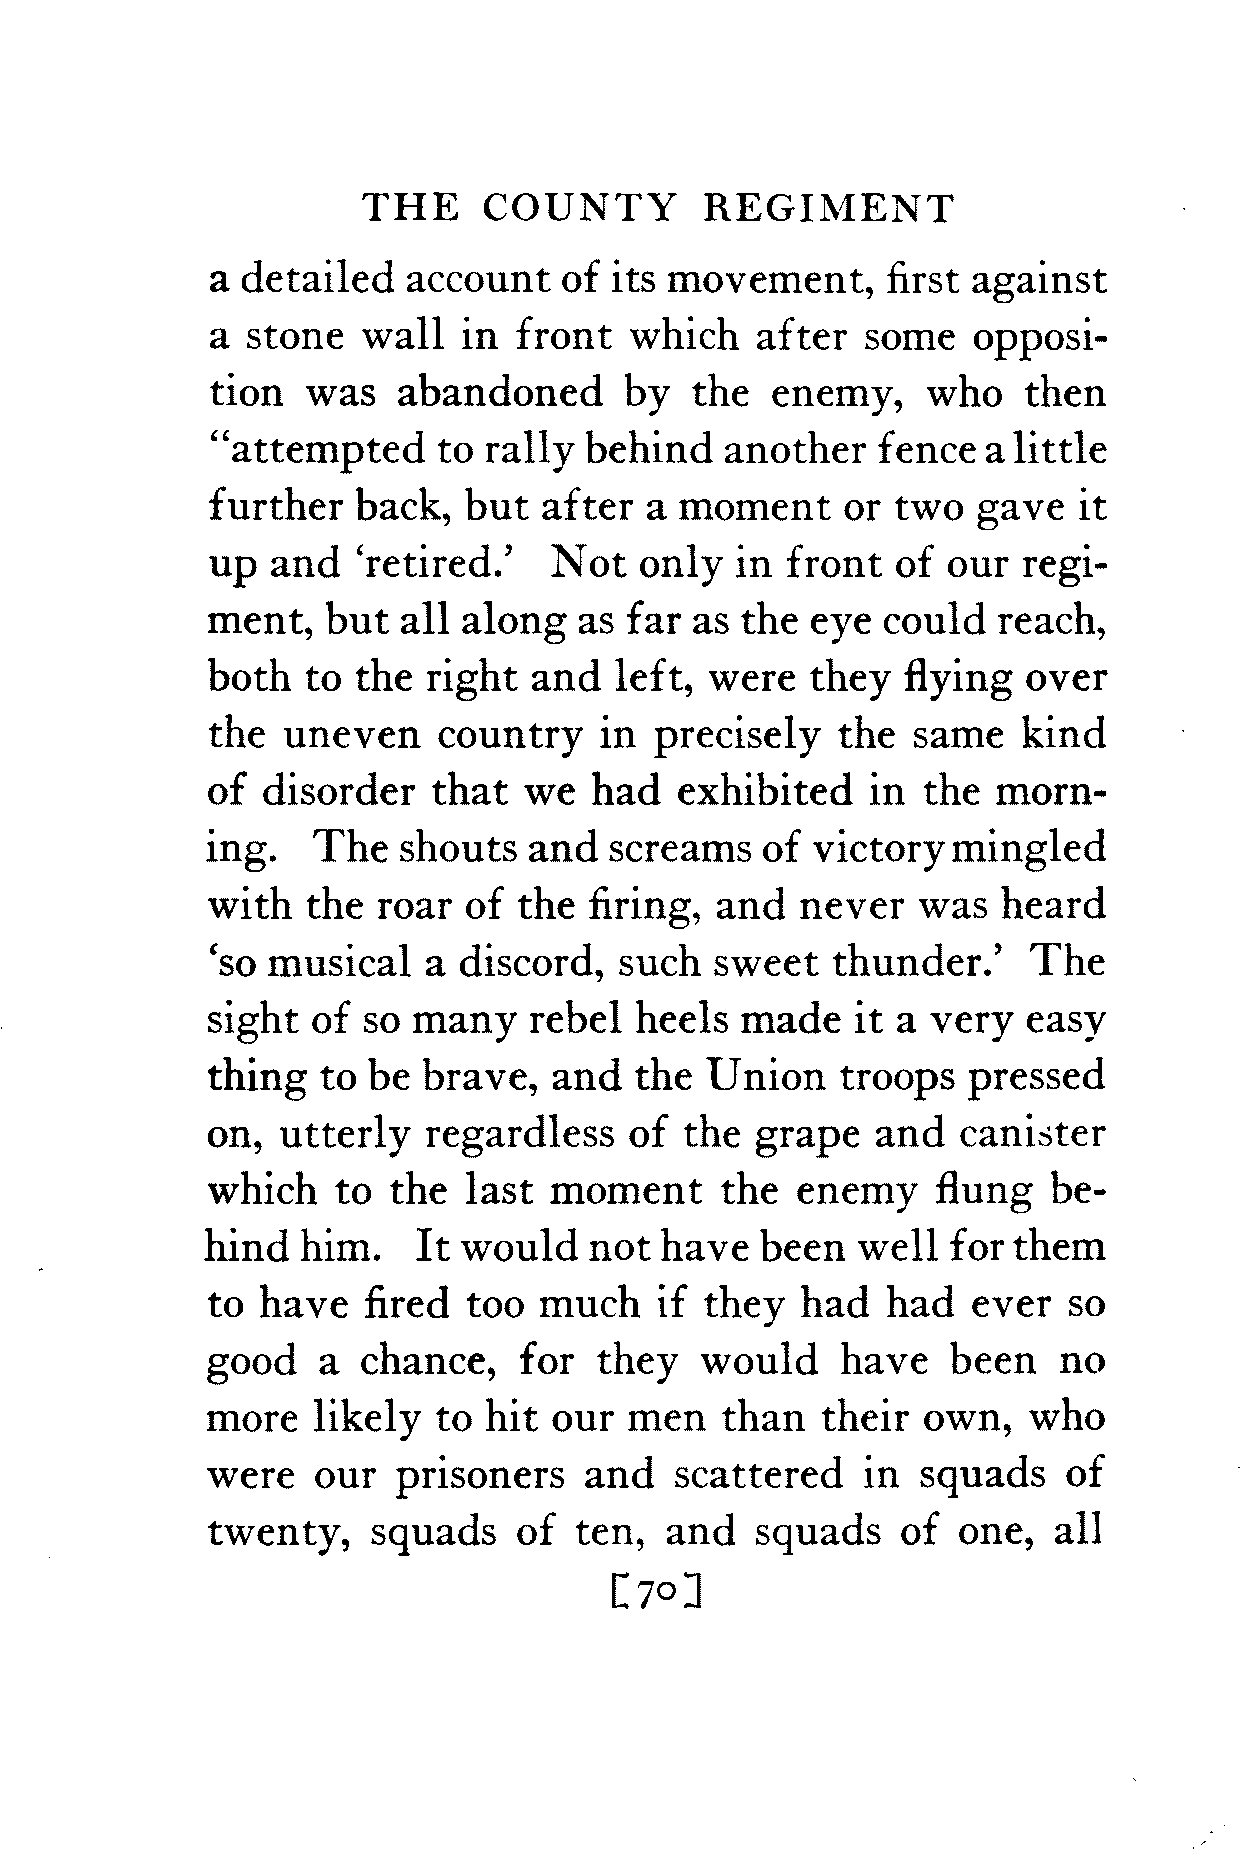 THE COUNTY REGIMENT
a detailed account of its movement, first against
a stone wall in front which after some opposi-
tion was abandoned by the enemy, who then
“attempted to rally behind another fence a little
further back, but after a moment or two gave it
up and ‘retired.’ Not only in front of our regi-
ment, but all along as far as the eye could reach,
both to the right and left, were they flying over
the uneven country in precisely the same kind
of disorder that we had exhibited in the morn-
ing. The shouts and screams of victory mingled
with the roar of the firing, and never was heard
‘so musical a discord, such sweet thunder.’ The
sight of so many rebel heels made it a very easy
thing to be brave, and the Union troops pressed
on, utterly regardless of the grape and canister
which to the last moment the enemy flung be-
hind him. It would not have been well for them
to have fired too much if they had had ever so
good a chance, for they would have been no
more likely to hit our men than their own, who
were our prisoners and scattered in squads of
twenty, squads of ten, and squads of one, all
[70]